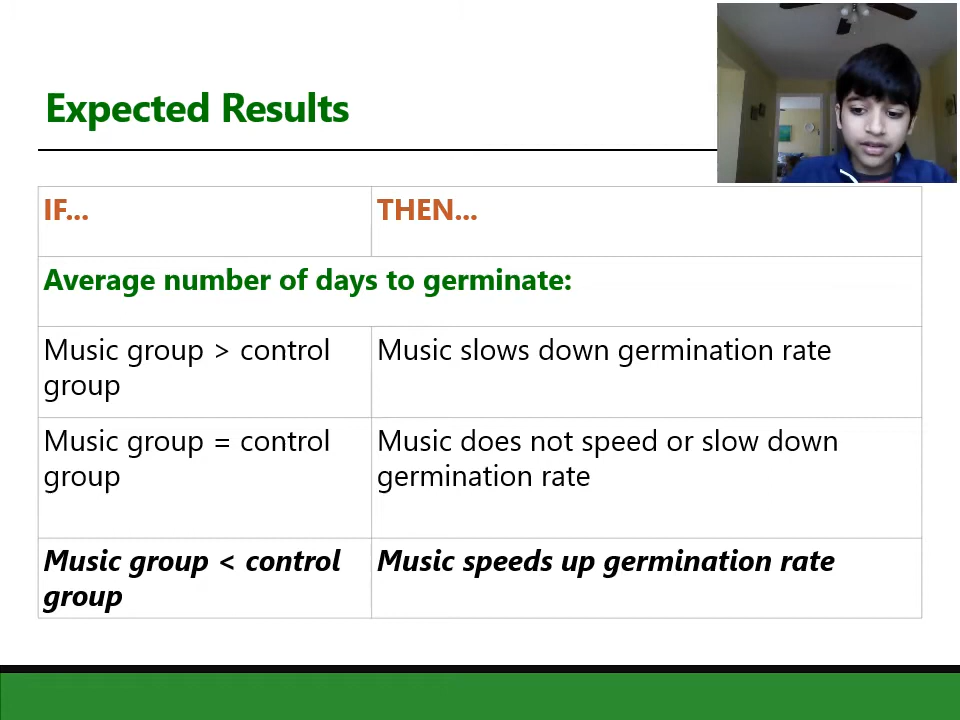 Expected Results
IF... THEN...
Average number of days to germinate:
Music group > control Music slows down germination rate
group
Music group = control Music does not speed or slow down
group germination rate
Music group < control Music speeds up germination rate
group